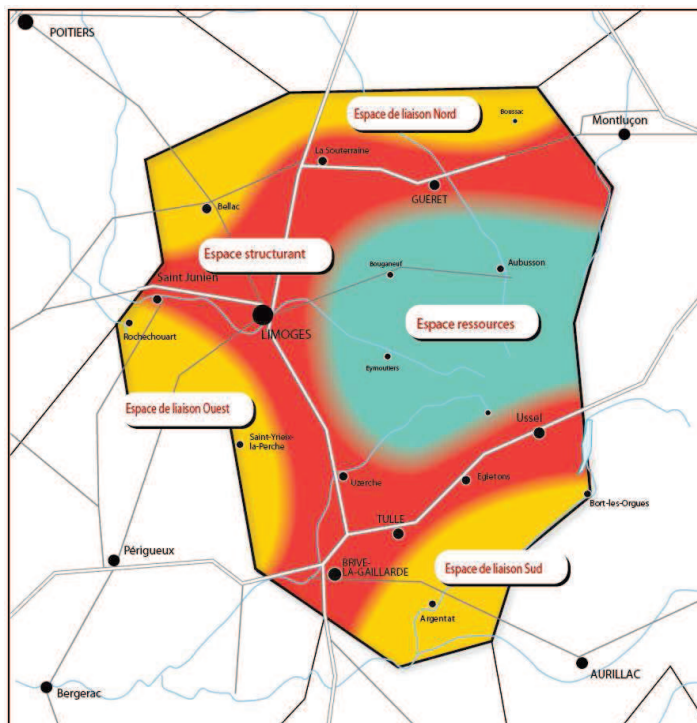 POITIERS
Espace de liaison Nord
Boussac
Montluçon
La Souterraine
GUERET
Bellac
Espace structurant
Bouganeuf
Aubusson
Saint Junien
LIMOGES
Rochechouart
Espace ressources
Eymoutiers
Espace de liaison Ouest
Ussel
Saint-Yrieie-
la-Perche
Uzerche
Egletons
Bort-les-Orgues
TULLE
Périgueux
BRIVE-
LA-GAILLARDE
Espace de liaison Sud
Argentat
AURILLAC
Bergerac